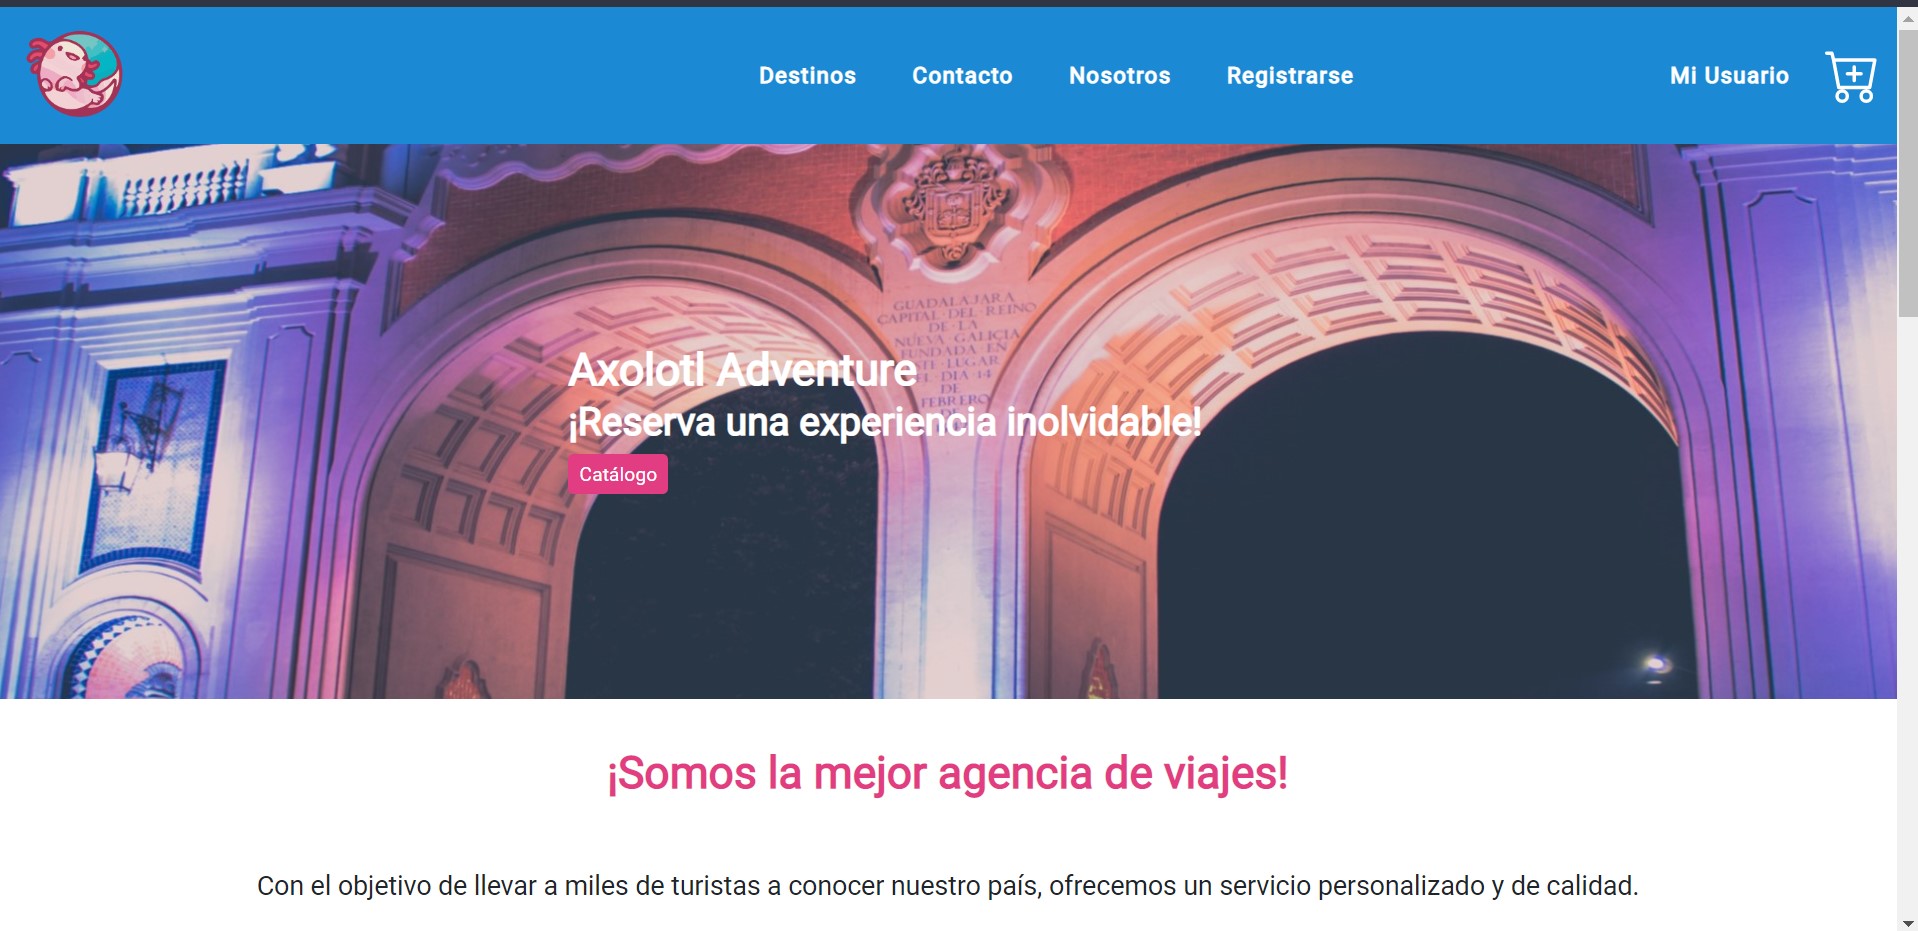 Destinos Contacto Nosotros Registrarse Mi Usuario
GUADALAJARA
CAPITAL·DEL·REINO
DE·LA
NUEVA·GALICIA
FUNDADA·EN
LUGAR
DIA·14
DE
FEBRERO
DE
Axolotl Adventure
¡Reserva una experiencia inolvidable!
Catálogo
¡Somos la mejor agencia de viajes!
Con el objetivo de llevar a miles de turistas a conocer nuestro país, ofrecemos un servicio personalizado y de calidad.